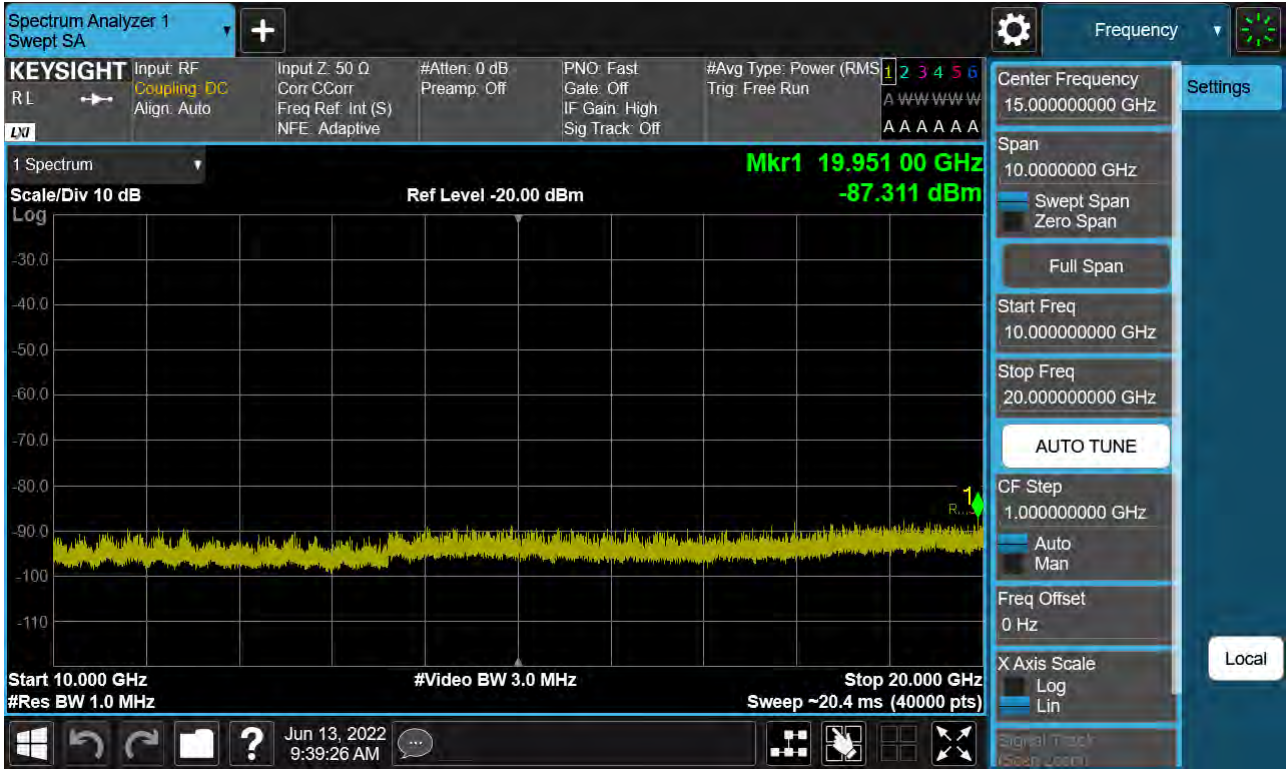 Spectrum Analyzer 1
Swept SA
Frequency
KEYSIGHT
R L
LXI
Input: RF
Coupling: DC
Align: Auto
Input Z: 50 Ω
Corr CCorr
Freq Ref: Int (S)
NFE: Adaptive
#Atten: 0 dB
Preamp: Off
PNO: Fast
Gate: Off
IF Gain: High
Sig Track: Off
#Avg Type: Power (RMS
Trig: Free Run
1 2 3 4 5 6
A W W W W W
A A A A A A
1 Spectrum
Scale/Div 10 dB
Log
Ref Level -20.00 dBm
Mkr1 19.951 00 GHz
-87.311 dBm
-30.0
-40.0
-50.0
-60.0
-70.0
-80.0
-90.0
-100
-110
1
Start 10.000 GHz
#Res BW 1.0 MHz
#Video BW 3.0 MHz
Stop 20.000 GHz
Sweep ~20.4 ms (40000 pts)
Center Frequency
15.000000000 GHz
Span
10.0000000 GHz
Swept Span
Zero Span
Full Span
Start Freq
10.000000000 GHz
Stop Freq
20.000000000 GHz
AUTO TUNE
CF Step
1.000000000 GHz
Auto
Man
Freq Offset
0 Hz
X Axis Scale
Log
Lin
Signal Track
(Span Zoom)
Settings
Local
?
Jun 13, 2022
9:39:26 AM